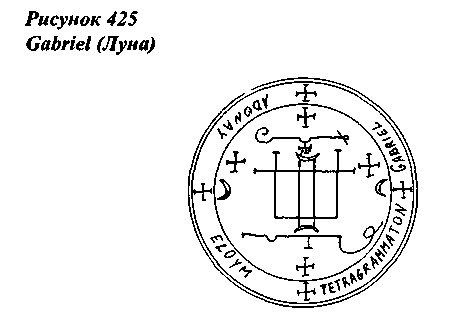 Рисунок 425
Gabriel (Луна)
ADONAY
GABRIEL
TETRAGRAMMATON
ELOYM